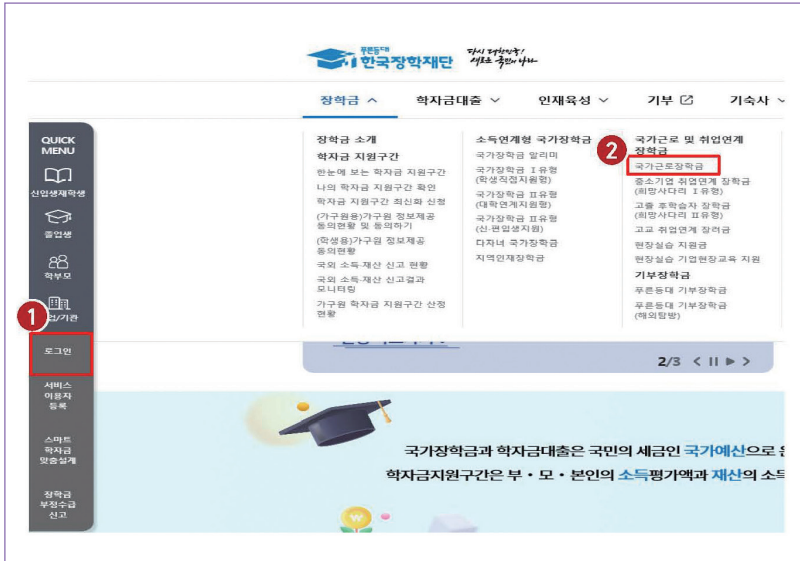 푸른등대
한국장학재단
다시 대한민국!
새로운 국민의 나라
장학금
학자금대출
인재육성
기부
기숙사
QUICK
MENU
신입생재학생
졸업생
학부모
1
로그인
서비스
이용자
등록
스마트
학자금
맞춤설계
장학금
부정수급
신고
장학금 소개
학자금 지원구간
한눈에 보는 학자금 지원구간
나의 학자금 지원구간 확인
학자금 지원구간 최신화 신청
(가구원용)가구원 정보제공
동의현황 및 동의하기
(학생용)가구원 정보제공
동의현황
국외 소득·재산 신고 현황
국외 소득·재산 신고결과
모니터링
가구원 학자금 지원구간 산정
현황
소득연계형 국가장학금
국가장학금 알리미
국가장학금 Ⅰ유형
(학생직접지원형)
국가장학금 Ⅱ유형
(대학연계지원형)
국가장학금 Ⅱ유형
(신·편입생지원)
다자녀 국가장학금
지역인재장학금
2
국가근로 및 취업연계
장학금
국가근로장학금
중소기업 취업연계 장학금
(희망사다리 Ⅰ유형)
고졸 후학습자 장학금
(희망사다리 Ⅱ유형)
고교 취업연계 장려금
현장실습 지원금
현장실습 기업현장교육 지원
기부장학금
푸른등대 기부장학금
푸른등대 기부장학금
(해외탐방)
2/3
국가장학금과 학자금대출은 국민의 세금인 국가예산으로
학자금지원구간은 부·모·본인의 소득평가액과 재산의 소득